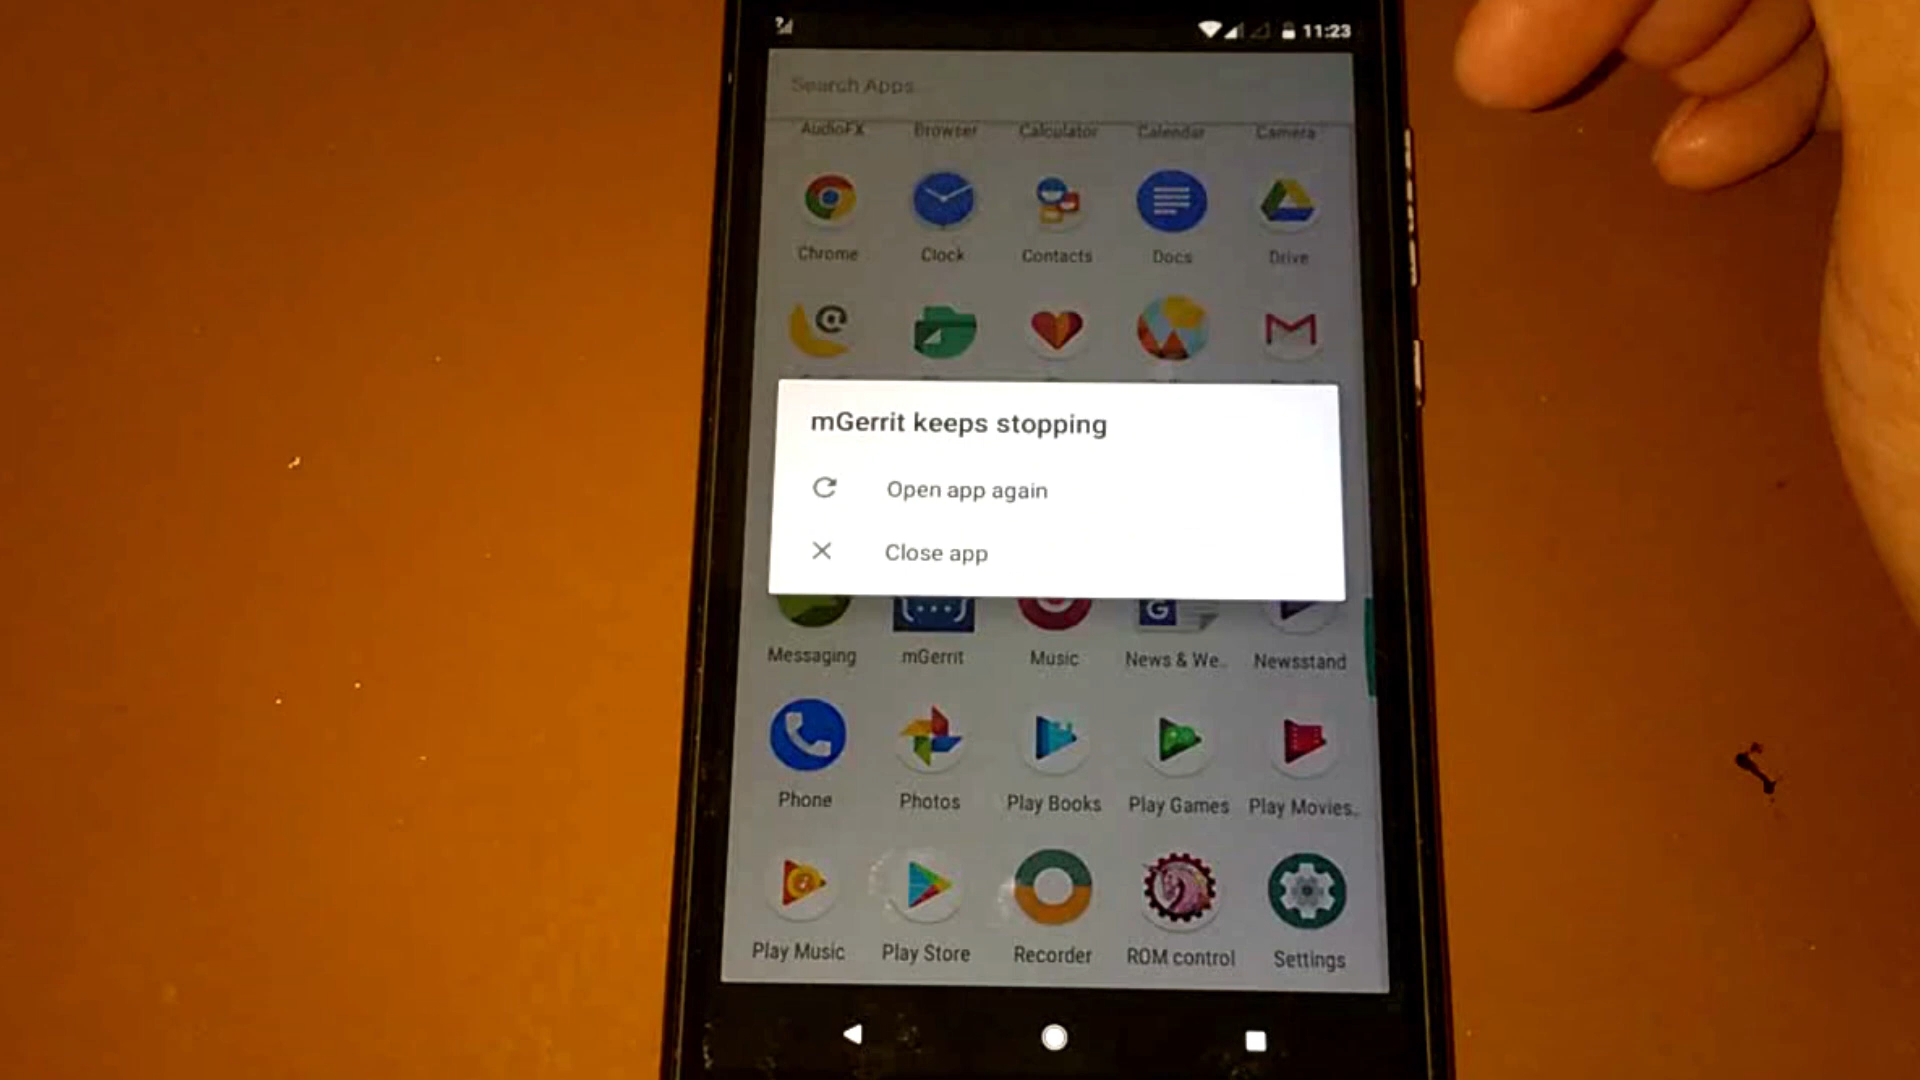 11:23
Search Apps...
AudioFX Browser Calculator Calendar Camera
Chrome Clock Contacts Docs Drive
mGerrit keeps stopping
Open app again
Close app
Messaging mGerrit Music News & We.. Newsstand
Phone Photos Play Books Play Games Play Movies..
Play Music Play Store Recorder ROM control Settings